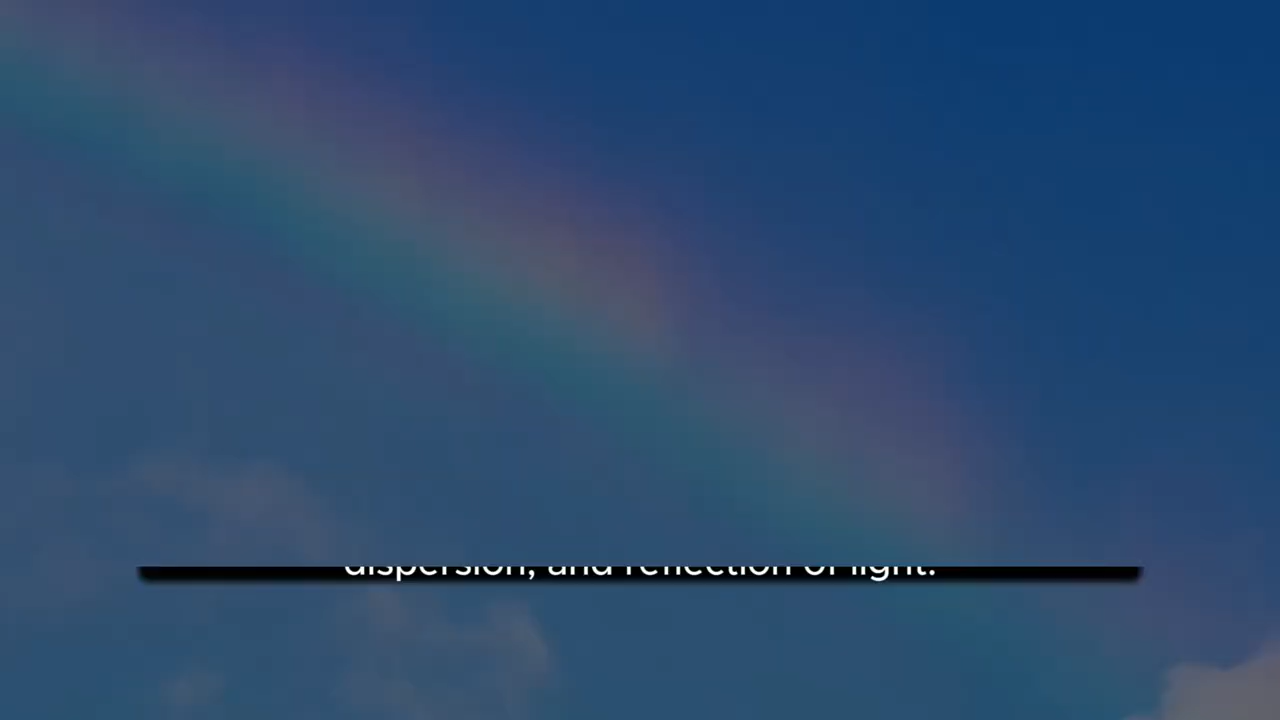 dispersion, and reflection of light.